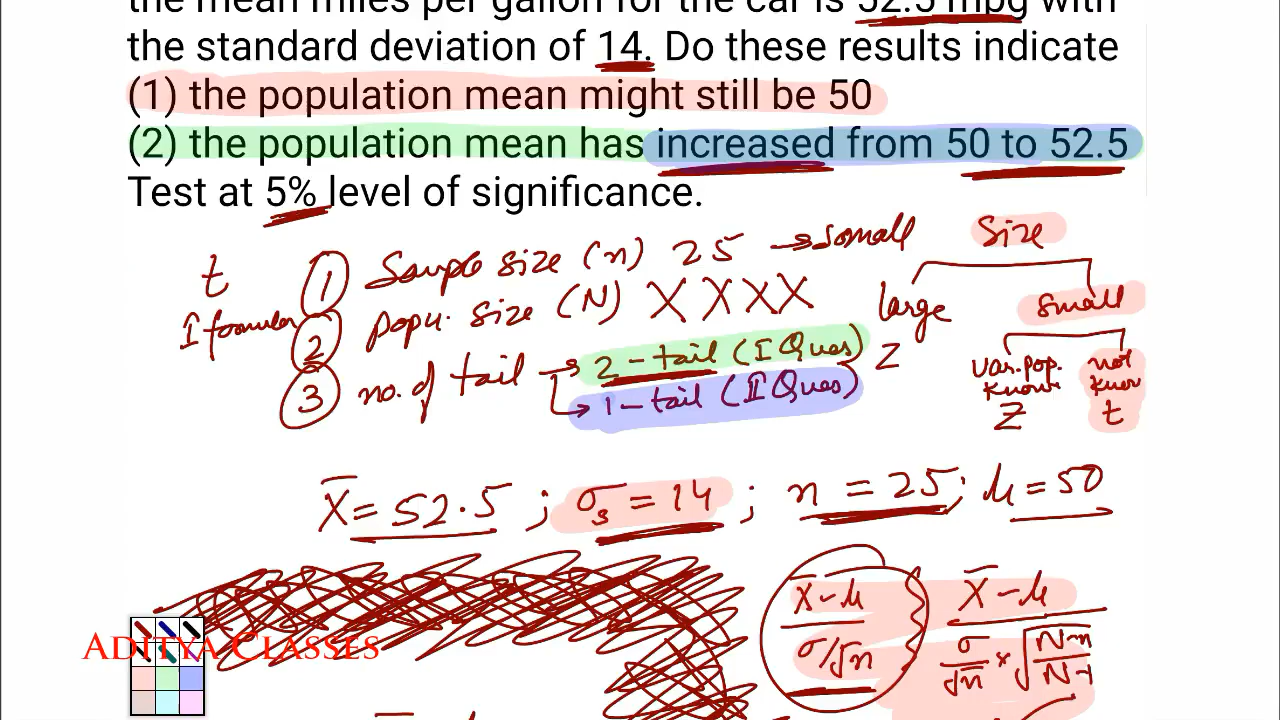 the mean miles per gallon for the car is 52.5 mpg with
the standard deviation of 14. Do these results indicate
(1) the population mean might still be 50
(2) the population mean has increased from 50 to 52.5
Test at 5% level of significance.
t
I formula
① Sample size (n) 25 → small
② popu. size (N) X X X X
③ no. of tail → 2-tail (I Ques)
→ 1-tail (II Ques)
Size
large
small
Z
Var. pop. known
Z
not know
t
X̄ = 52.5 ; σs = 14 ; n = 25 ; μ = 50
X̄ - μ
σ/√n
X̄ - μ
σ/√n × √(N-n/N-1)
ADITYA CLASSES